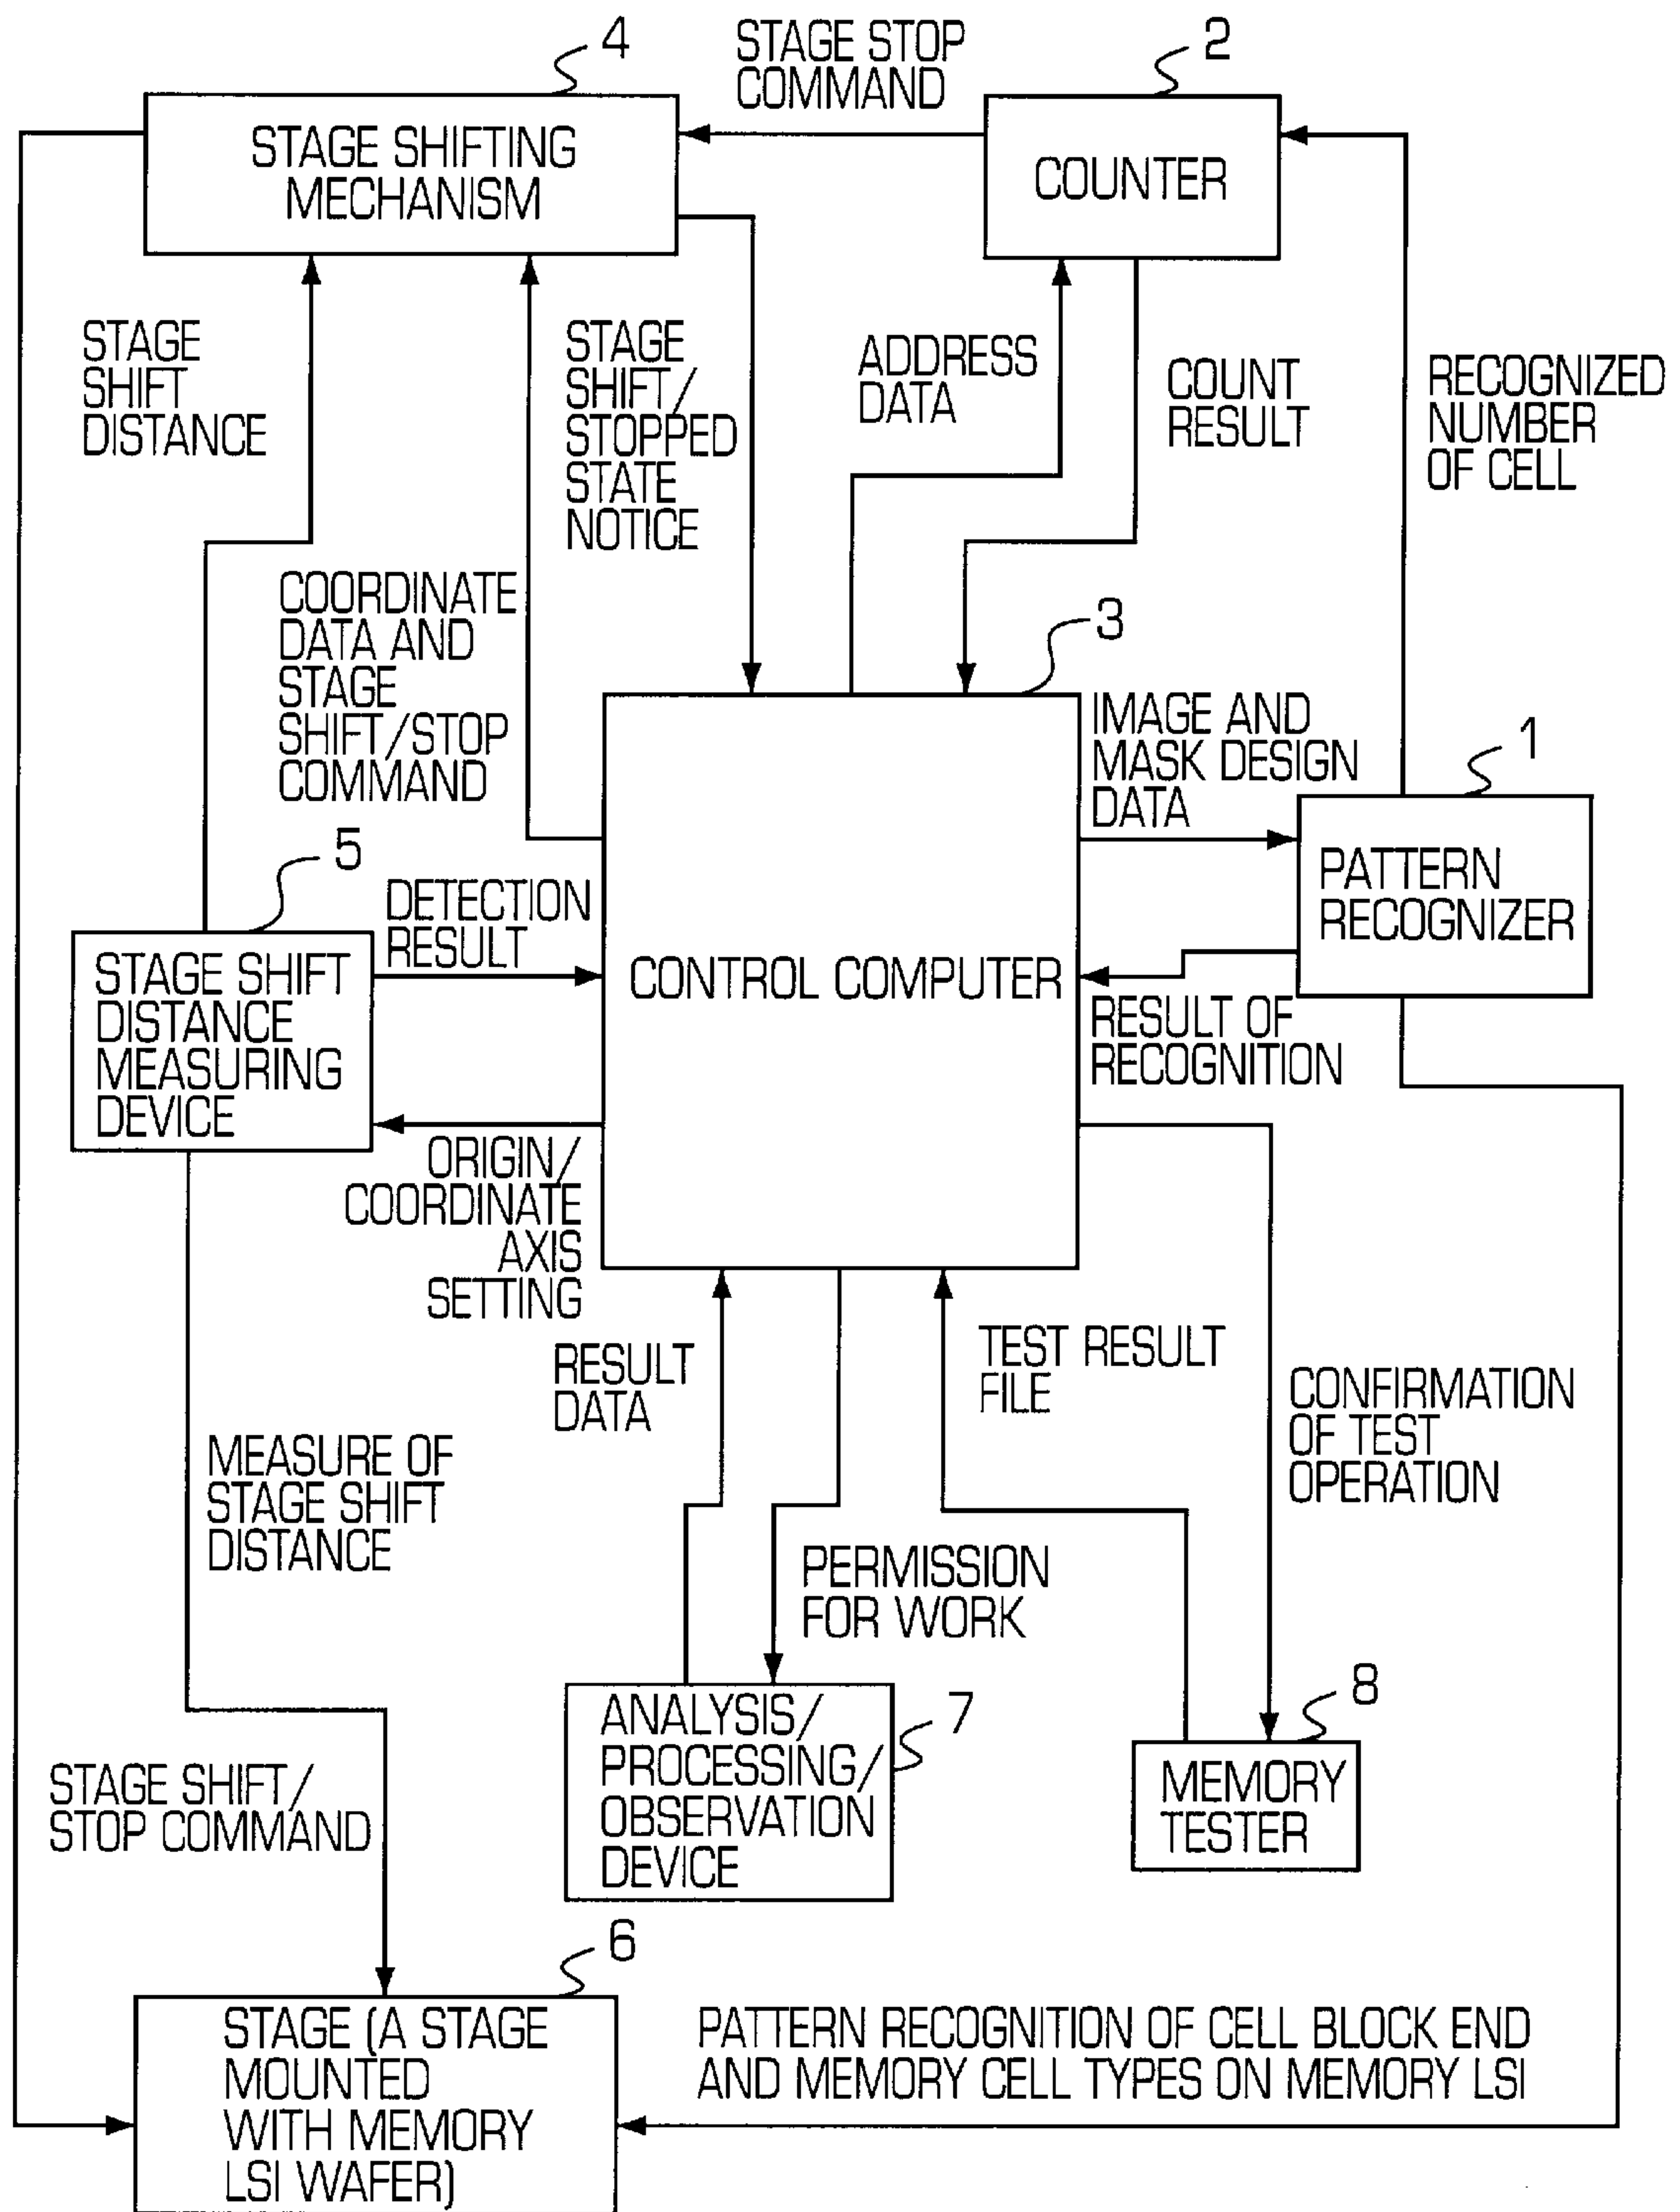 4
STAGE STOP
COMMAND
2
STAGE SHIFTING
MECHANISM
COUNTER
STAGE
SHIFT
DISTANCE
STAGE
SHIFT/
STOPPED
STATE
NOTICE
ADDRESS
DATA
COUNT
RESULT
RECOGNIZED
NUMBER
OF CELL
COORDINATE
DATA AND
STAGE
SHIFT/STOP
COMMAND
3
IMAGE AND
MASK DESIGN
DATA
1
PATTERN
RECOGNIZER
5
DETECTION
RESULT
STAGE SHIFT
DISTANCE
MEASURING
DEVICE
CONTROL COMPUTER
RESULT OF
RECOGNITION
ORIGIN/
COORDINATE
AXIS
SETTING
RESULT
DATA
TEST RESULT
FILE
CONFIRMATION
OF TEST
OPERATION
MEASURE OF
STAGE SHIFT
DISTANCE
PERMISSION
FOR WORK
7
ANALYSIS/
PROCESSING/
OBSERVATION
DEVICE
8
MEMORY
TESTER
STAGE SHIFT/
STOP COMMAND
6
STAGE (A STAGE
MOUNTED
WITH MEMORY
LSI WAFER)
PATTERN RECOGNITION OF CELL BLOCK END
AND MEMORY CELL TYPES ON MEMORY LSI